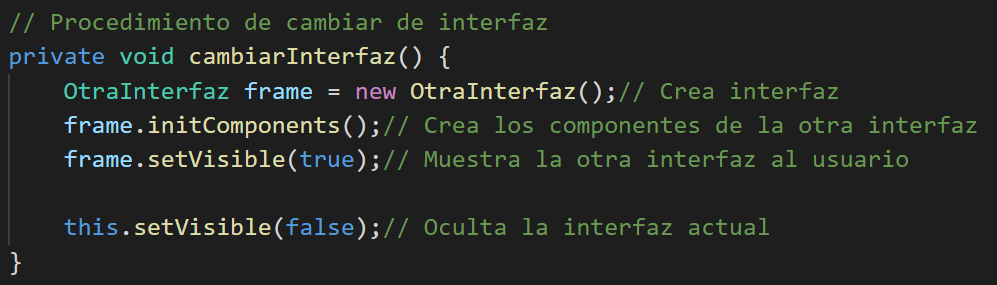 // Procedimiento de cambiar de interfaz
private void cambiarInterfaz() {
    OtraInterfaz frame = new OtraInterfaz();// Crea interfaz
    frame.initComponents();// Crea los componentes de la otra interfaz
    frame.setVisible(true);// Muestra la otra interfaz al usuario

    this.setVisible(false);// Oculta la interfaz actual
}